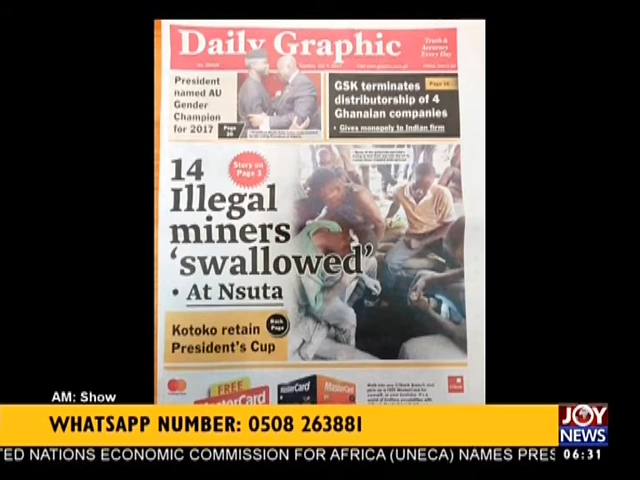 Daily Graphic
Truth &
Accuracy
Every Day
President
named AU
Gender
Champion
for 2017
Page
GSK terminates
distributorship of 4
Ghanaian companies
• Gives monopoly to Indian firm
14
Illegal
miners
'swallowed'
• At Nsuta
Story on
Page 3
Kotoko retain
President's Cup
Back
Page
MasterCard
FREE
MasterCard
MasterCard
MasterCard
AM: Show
WHATSAPP NUMBER: 0508 263881
JOY
NEWS
TED NATIONS ECONOMIC COMMISSION FOR AFRICA (UNECA) NAMES PRES
06:31